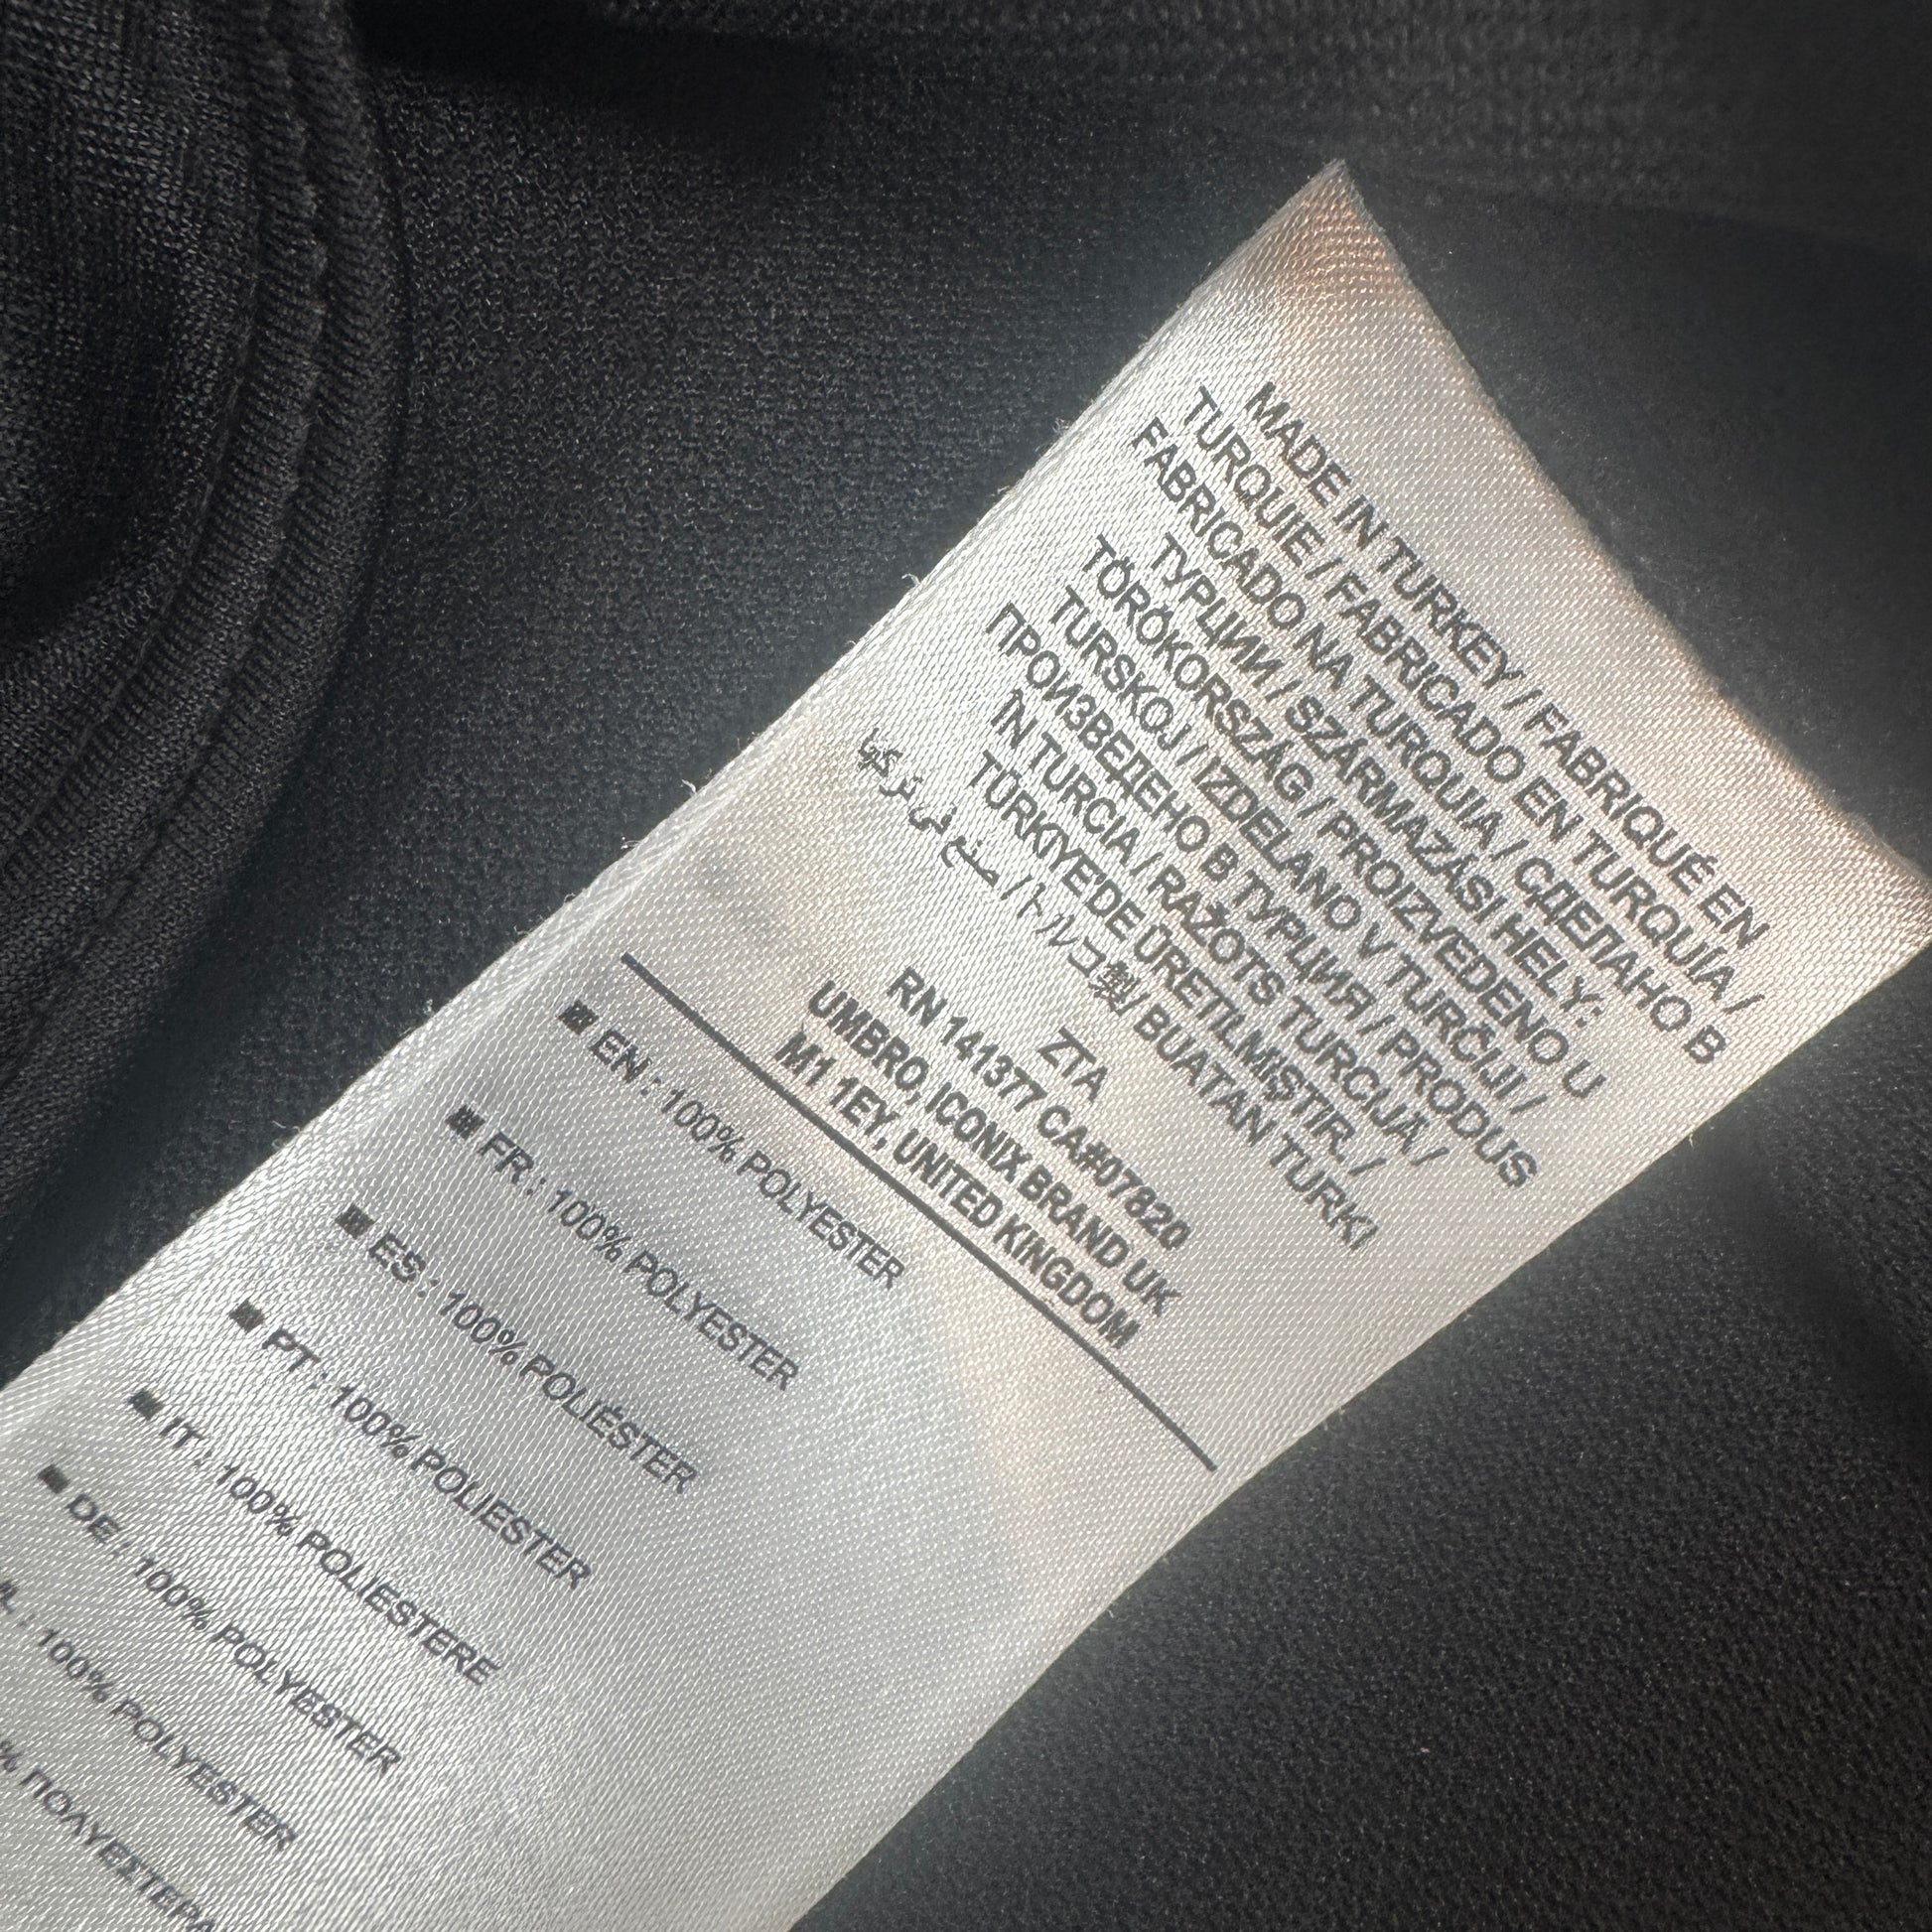 MADE IN TURKEY / FABRIQUÉ EN
TURQUIE / FABRICADO EN TURQUÍA /
FABRICADO NA TURQUIA / СДЕЛАНО В
ТУРЦИИ / SZÁRMAZÁSI HELY:
TÖRÖKORSZÁG / PROIZVEDENO U
TURSKOJ / IZDELANO V TURČIJI /
ПРОИЗВЕДЕНО В ТУРЦИЯ / PRODUS
ÎN TURCIA / RAŽOTS TURCIJĀ /
TÜRKIYEDE ÜRETILMIŞTIR. /
صنع في تركيا / トルコ製/ BUATAN TURKI
ZTA
RN 141377 CA#07820
UMBRO, ICONIX BRAND UK
M1 1EY, UNITED KINGDOM
■ EN : 100% POLYESTER
■ FR : 100% POLYESTER
■ ES : 100% POLIÉSTER
■ PT : 100% POLIÉSTER
■ IT : 100% POLIESTERE
■ DE : 100% POLYESTER
: 100% POLYESTER
% ΠΟΛΥΕΣΤΕΡΑ